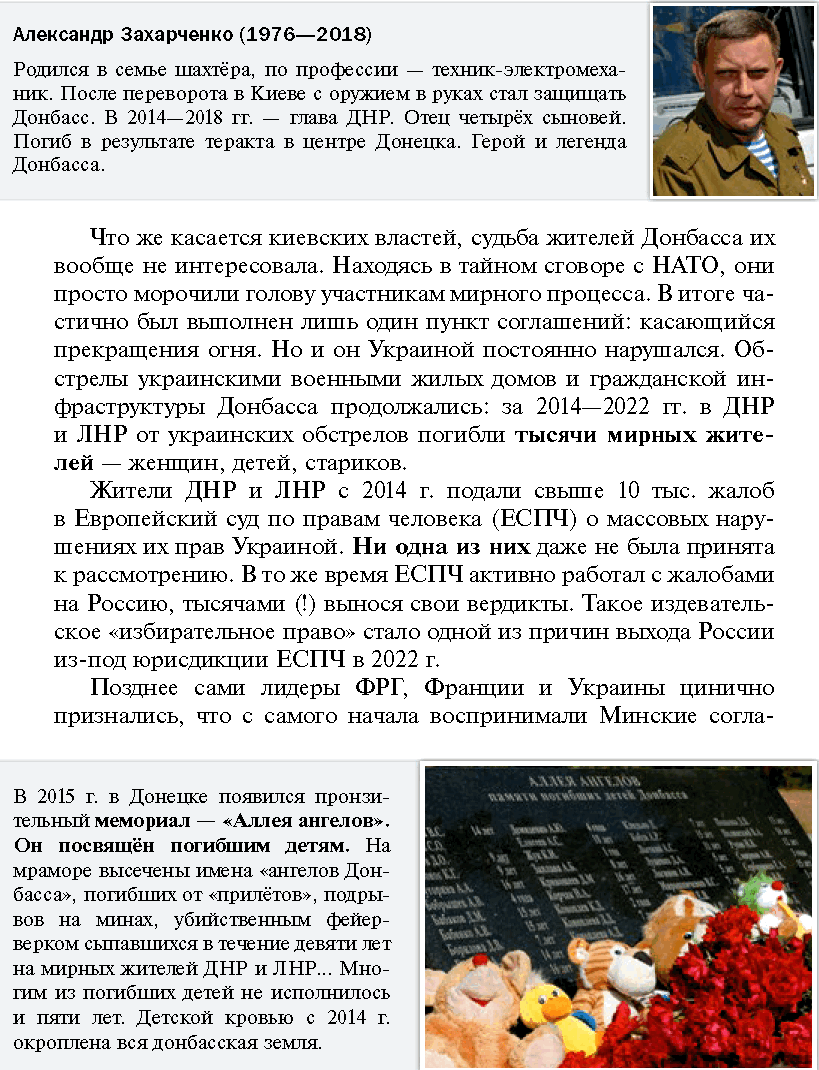 Александр Захарченко (1976—2018)
Родился в семье шахтёра, по профессии — техник-электромеха-
ник. После переворота в Киеве с оружием в руках стал защищать
Донбасс. В 2014—2018 гг. — глава ДНР. Отец четырёх сыновей.
Погиб в результате теракта в центре Донецка. Герой и легенда
Донбасса.
Что же касается киевских властей, судьба жителей Донбасса их
вообще не интересовала. Находясь в тайном сговоре с НАТО, они
просто морочили голову участникам мирного процесса. В итоге ча-
стично был выполнен лишь один пункт соглашений: касающийся
прекращения огня. Но и он Украиной постоянно нарушался. Об-
стрелы украинскими военными жилых домов и гражданской ин-
фраструктуры Донбасса продолжались: за 2014—2022 гг. в ДНР
и ЛНР от украинских обстрелов погибли тысячи мирных жите-
лей — женщин, детей, стариков.
Жители ДНР и ЛНР с 2014 г. подали свыше 10 тыс. жалоб
в Европейский суд по правам человека (ЕСПЧ) о массовых нару-
шениях их прав Украиной. Ни одна из них даже не была принята
к рассмотрению. В то же время ЕСПЧ активно работал с жалобами
на Россию, тысячами (!) вынося свои вердикты. Такое издеватель-
ское «избирательное право» стало одной из причин выхода России
из-под юрисдикции ЕСПЧ в 2022 г.
Позднее сами лидеры ФРГ, Франции и Украины цинично
признались, что с самого начала воспринимали Минские согла-
В 2015 г. в Донецке появился пронзи-
тельный мемориал — «Аллея ангелов».
Он посвящён погибшим детям. На
мраморе высечены имена «ангелов Дон-
басса», погибших от «прилётов», подры-
вов на минах, убийственным фейер-
верком сыпавшихся в течение девяти лет
на мирных жителей ДНР и ЛНР... Мно-
гим из погибших детей не исполнилось
и пяти лет. Детской кровью с 2014 г.
окроплена вся донбасская земля.
АЛЛЕЯ АНГЕЛОВ
памяти погибших детей Донбасса